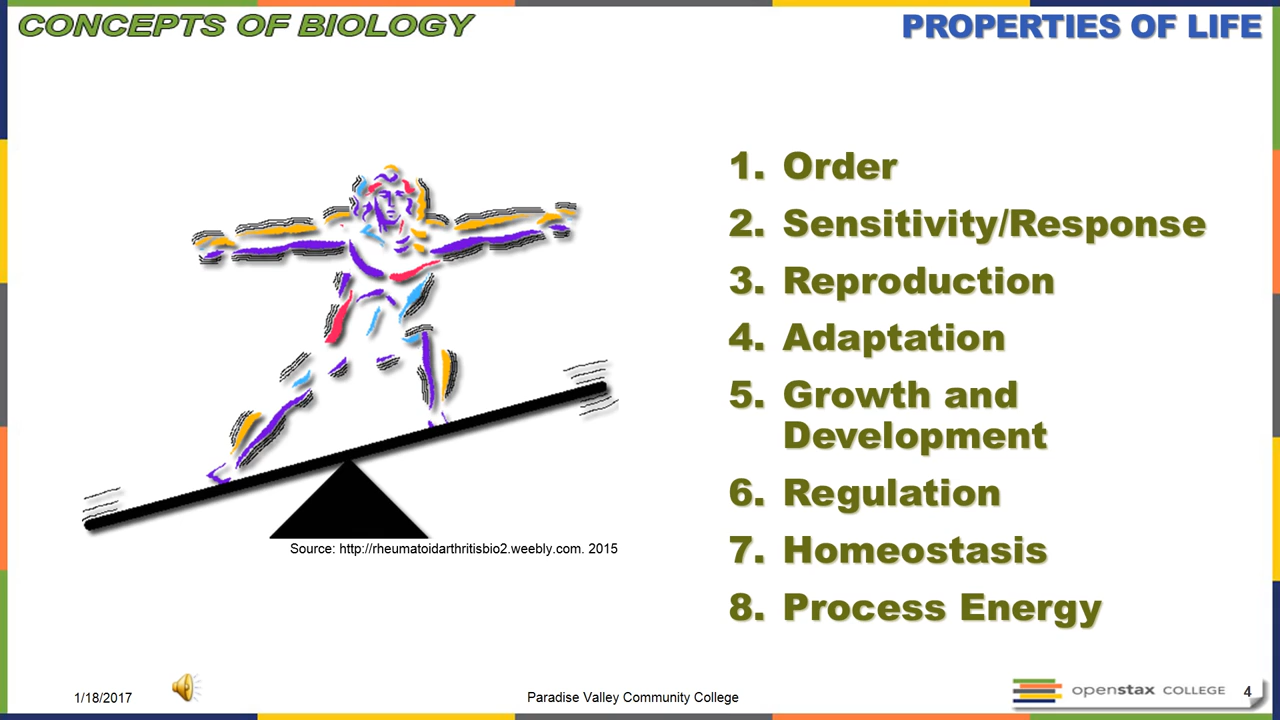 CONCEPTS OF BIOLOGY
PROPERTIES OF LIFE
1. Order
2. Sensitivity/Response
3. Reproduction
4. Adaptation
5. Growth and
Development
6. Regulation
7. Homeostasis
8. Process Energy
Source: http://rheumatoidarthritisbio2.weebly.com. 2015
1/18/2017
Paradise Valley Community College
openstax COLLEGE
4